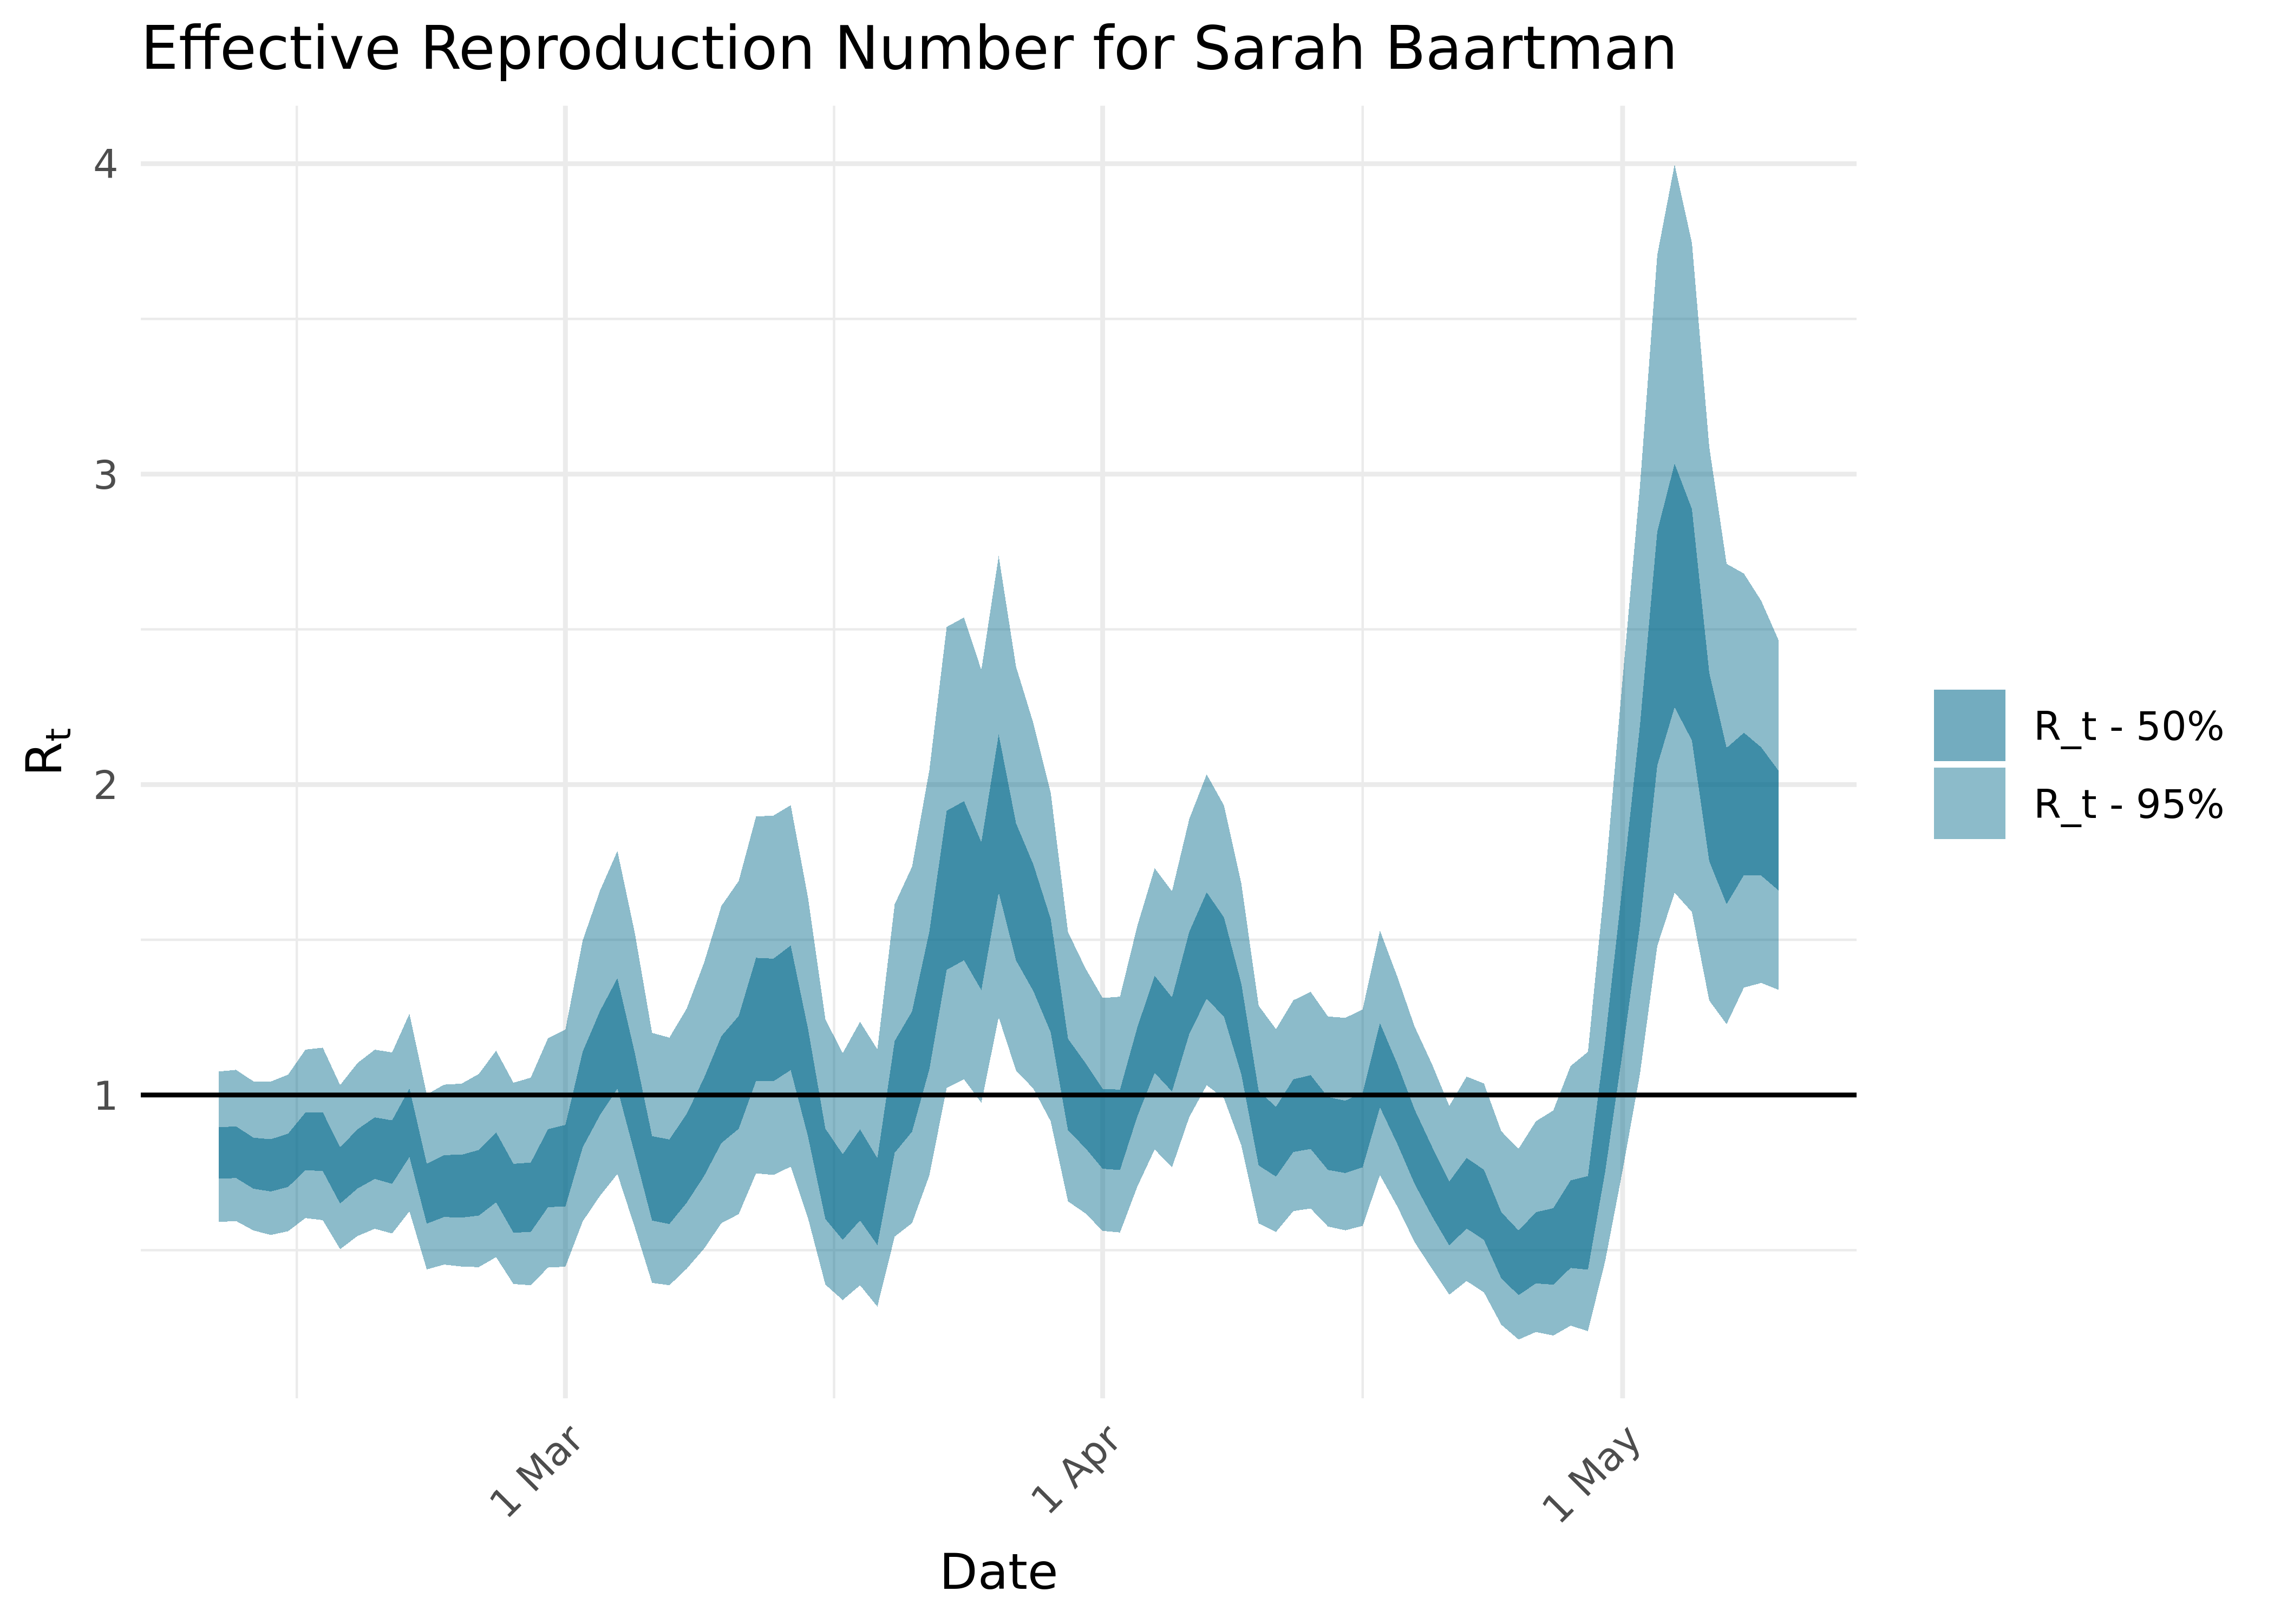 Effective Reproduction Number for Sarah Baartman
4
3
2
1
Rt
1 Mar
1 Apr
1 May
Date
R_t - 50%
R_t - 95%